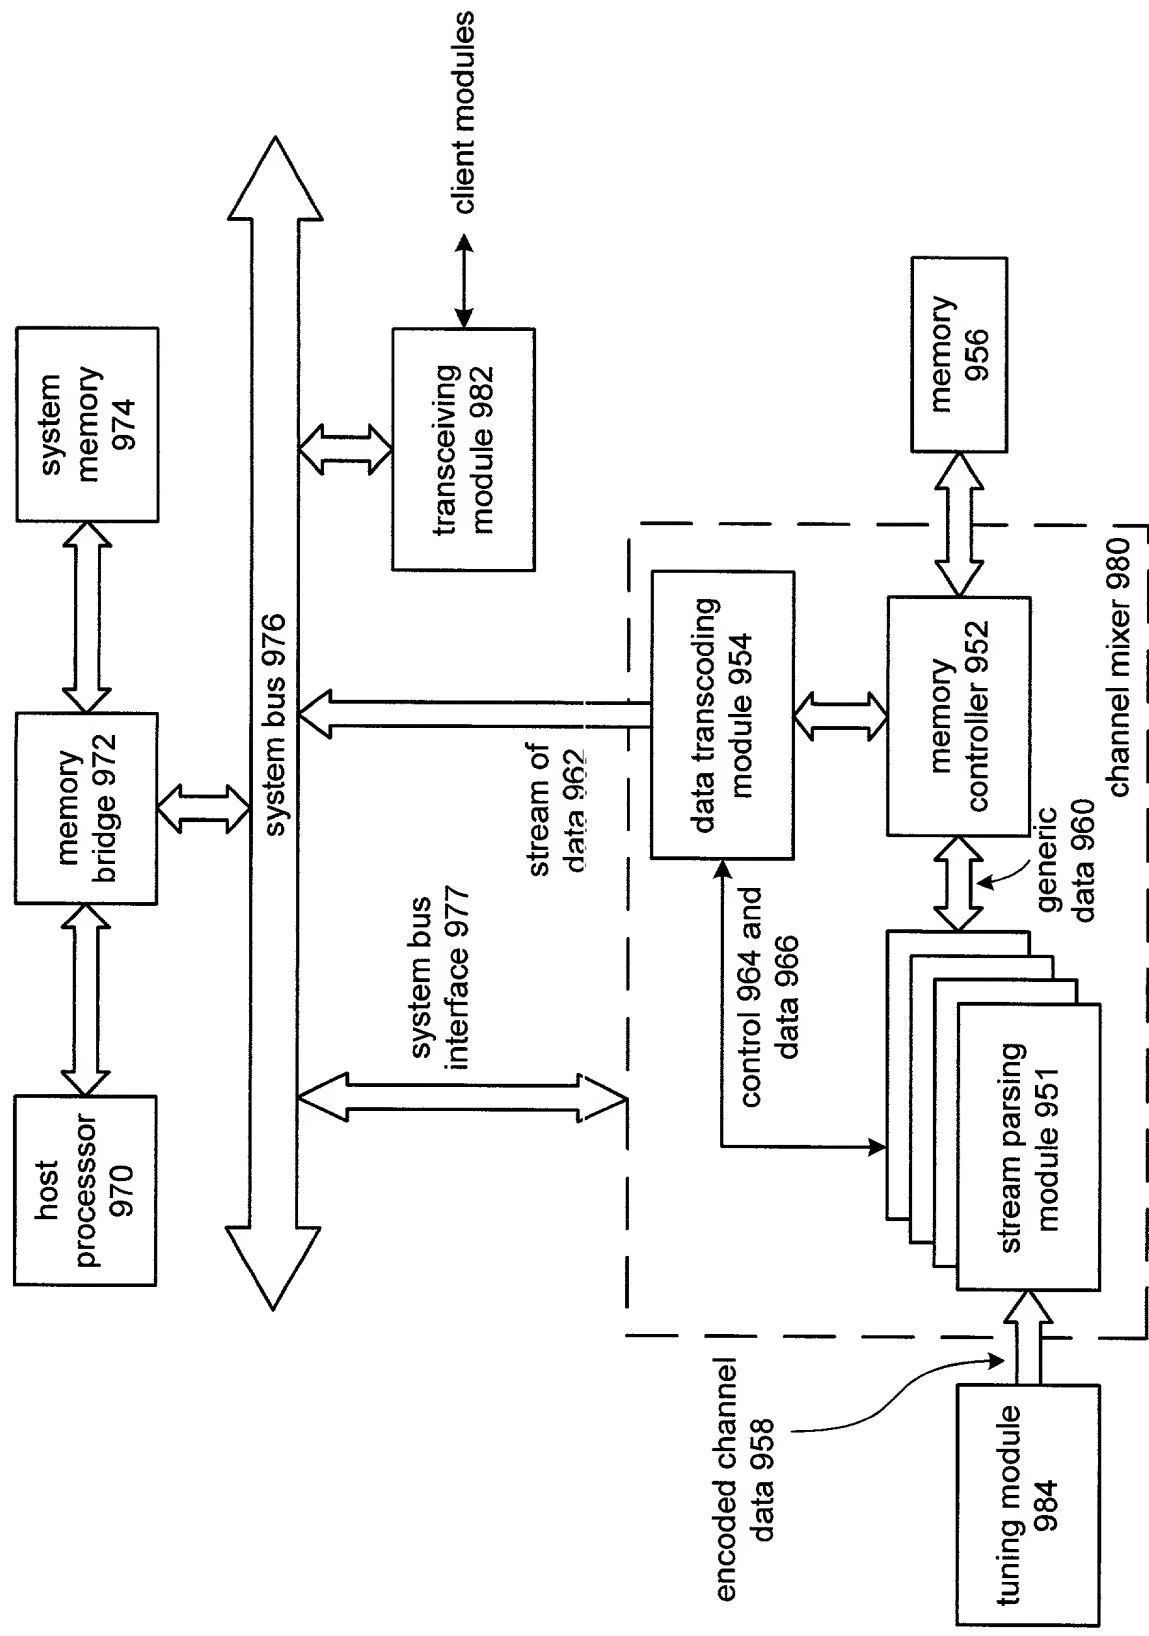 host
processsor
970
memory
bridge 972
system
memory
974
system bus 976
system bus
interface 977
stream of
data 962
transceiving
module 982
client modules
data transcoding
module 954
control 964 and
data 966
memory
controller 952
memory
956
generic
data 960
channel mixer 980
stream parsing
module 951
encoded channel
data 958
tuning module
984